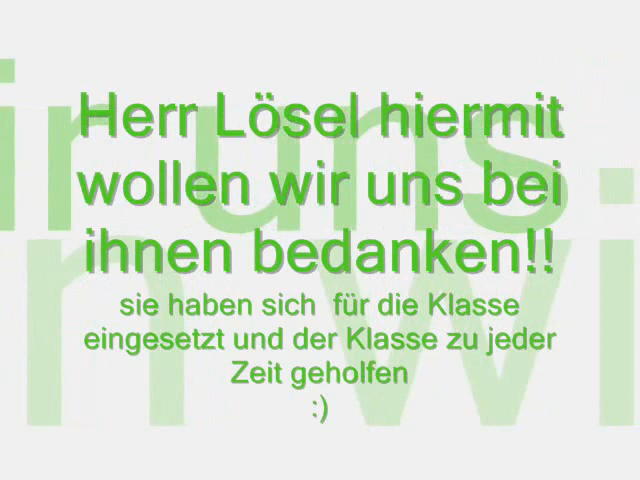 Herr Lösel hiermit
wollen wir uns bei
ihnen bedanken!!
sie haben sich  für die Klasse
eingesetzt und der Klasse zu jeder
Zeit geholfen
:)